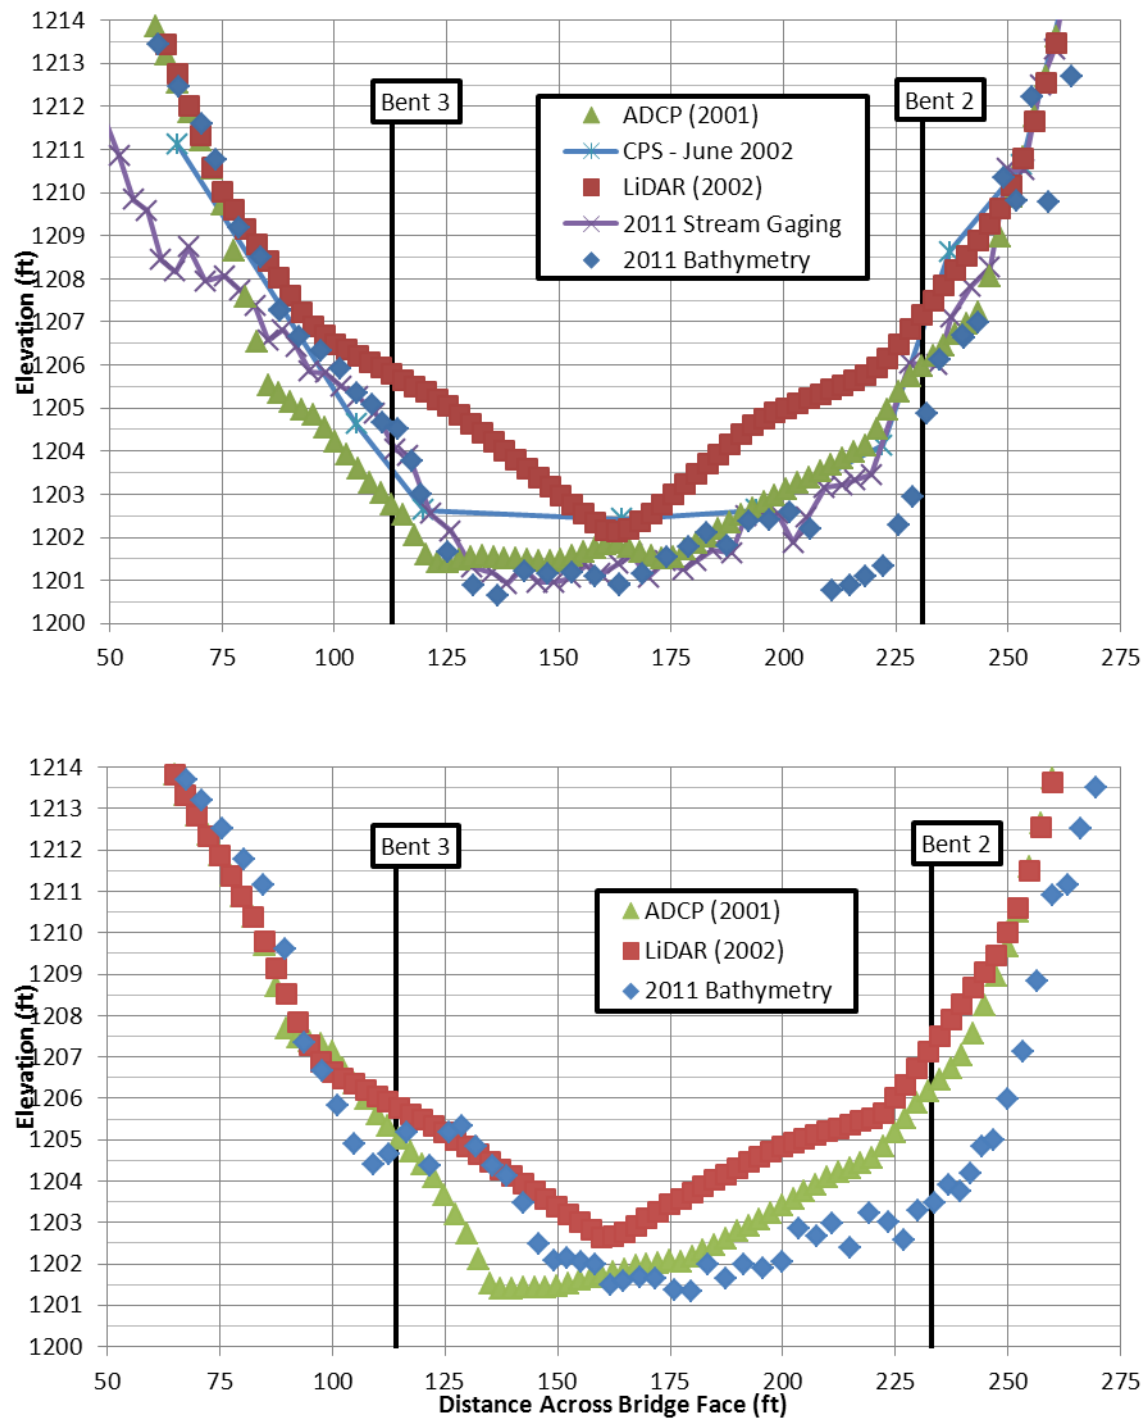 1214
1213
1212
1211
1210
1209
1208
1207
1206
1205
1204
1203
1202
1201
1200
Elevation (ft)
Bent 3
Bent 2
ADCP (2001)
CPS - June 2002
LiDAR (2002)
2011 Stream Gaging
2011 Bathymetry
50 75 100 125 150 175 200 225 250 275
1214
1213
1212
1211
1210
1209
1208
1207
1206
1205
1204
1203
1202
1201
1200
Elevation (ft)
Bent 3
Bent 2
ADCP (2001)
LiDAR (2002)
2011 Bathymetry
50 75 100 125 150 175 200 225 250 275
Distance Across Bridge Face (ft)